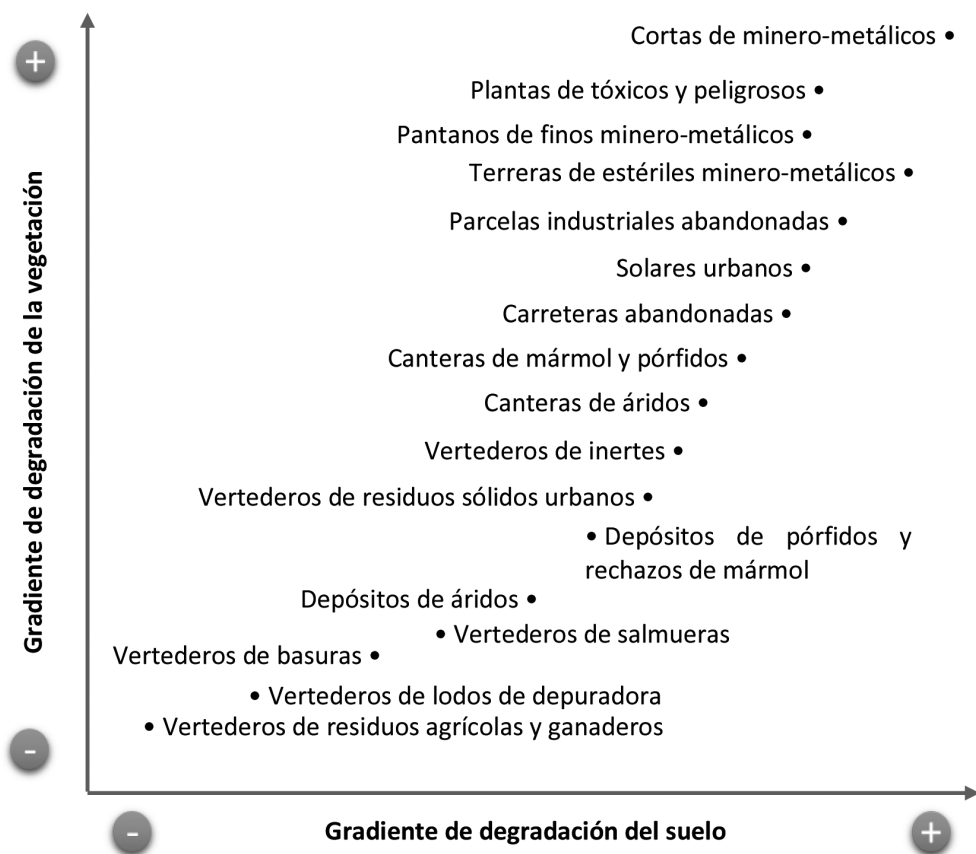 Cortas de minero-metálicos •
+
Plantas de tóxicos y peligrosos •
Pantanos de finos minero-metálicos •
Terreras de estériles minero-metálicos •
Parcelas industriales abandonadas •
Solares urbanos •
Carreteras abandonadas •
Canteras de mármol y pórfidos •
Canteras de áridos •
Vertederos de inertes •
Vertederos de residuos sólidos urbanos •
• Depósitos de pórfidos y
rechazos de mármol
Depósitos de áridos •
• Vertederos de salmueras
Vertederos de basuras •
• Vertederos de lodos de depuradora
• Vertederos de residuos agrícolas y ganaderos
-
Gradiente de degradación de la vegetación
-
Gradiente de degradación del suelo
+